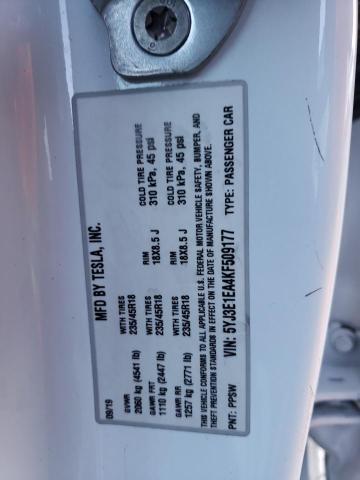 MFD BY TESLA, INC.
09/19
GVWR
2060 kg (4541 lb)
WITH TIRES
235/45R18
RIM
18X8.5 J
COLD TIRE PRESSURE
310 kPa, 45 psi
GAWR FRT
1110 kg (2447 lb)
WITH TIRES
235/45R18
RIM
18X8.5 J
COLD TIRE PRESSURE
310 kPa, 45 psi
GAWR RR
1257 kg (2771 lb)
THIS VEHICLE CONFORMS TO ALL APPLICABLE U.S. FEDERAL MOTOR VEHICLE SAFETY, BUMPER, AND
THEFT PREVENTION STANDARDS IN EFFECT ON THE DATE OF MANUFACTURE SHOWN ABOVE.
VIN: 5YJ3E1EA4KF509177 TYPE: PASSENGER CAR
PNT: PPSW